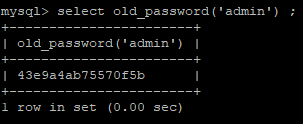 mysql> select old_password('admin') ;
+-----------------------+
| old_password('admin') |
+-----------------------+
| 43e9a4ab75570f5b      |
+-----------------------+
1 row in set (0.00 sec)